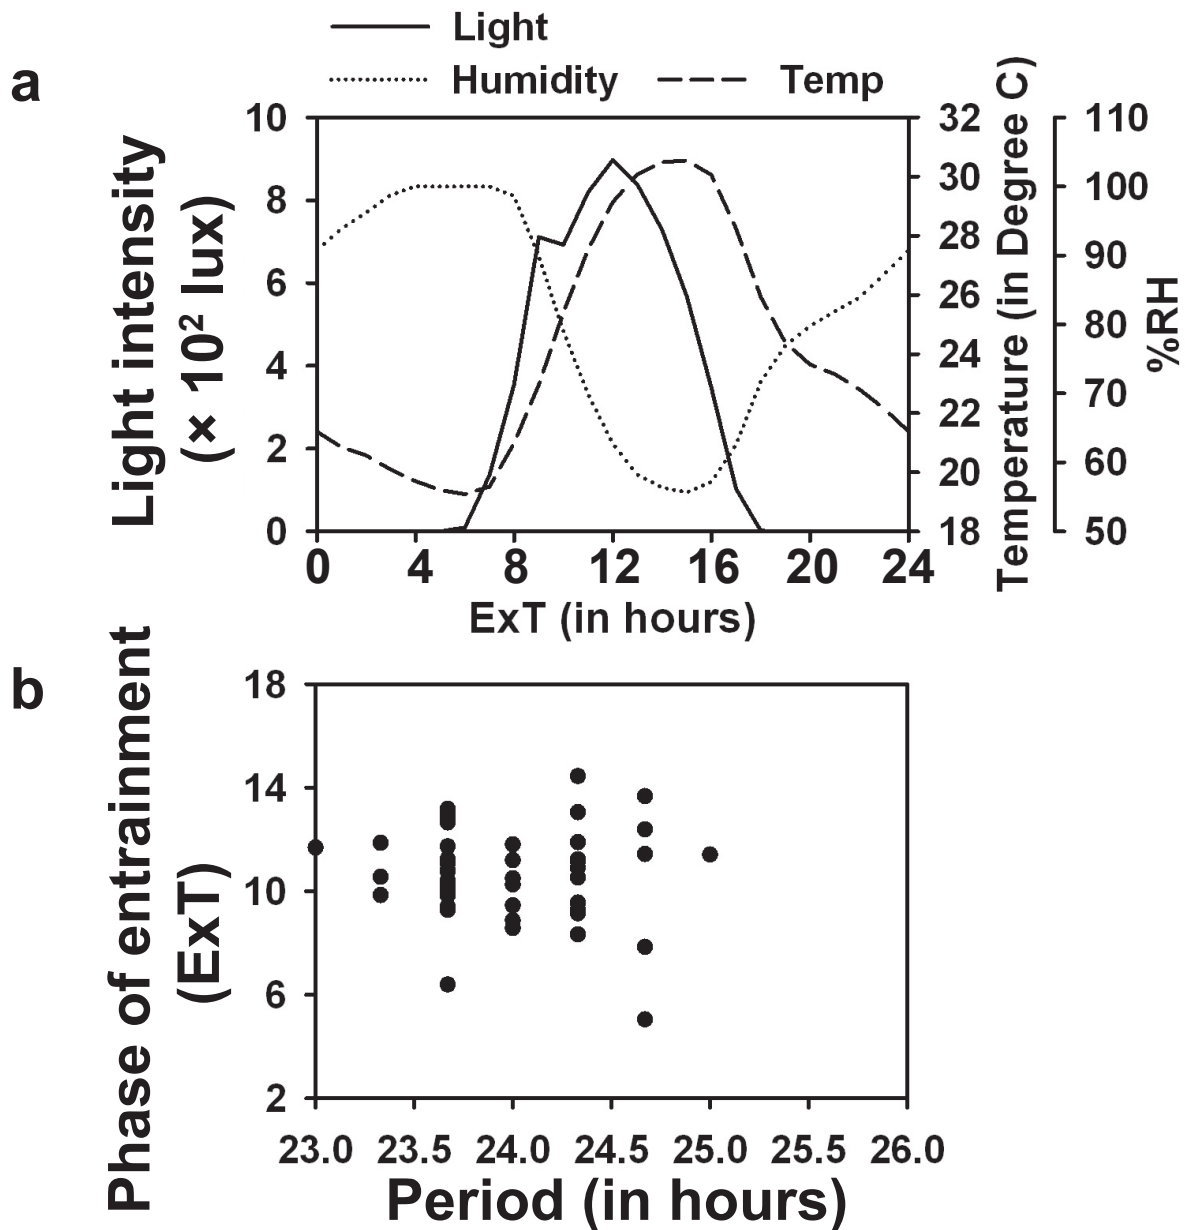 Light
a
Humidity
Temp
Light intensity
(× 10² lux)
10
8
6
4
2
0
32
30
28
26
24
22
20
18
Temperature (in Degree C)
110
100
90
80
70
60
50
%RH
0 4 8 12 16 20 24
ExT (in hours)
b
Phase of entrainment
(ExT)
18
14
10
6
2
23.0 23.5 24.0 24.5 25.0 25.5 26.0
Period (in hours)